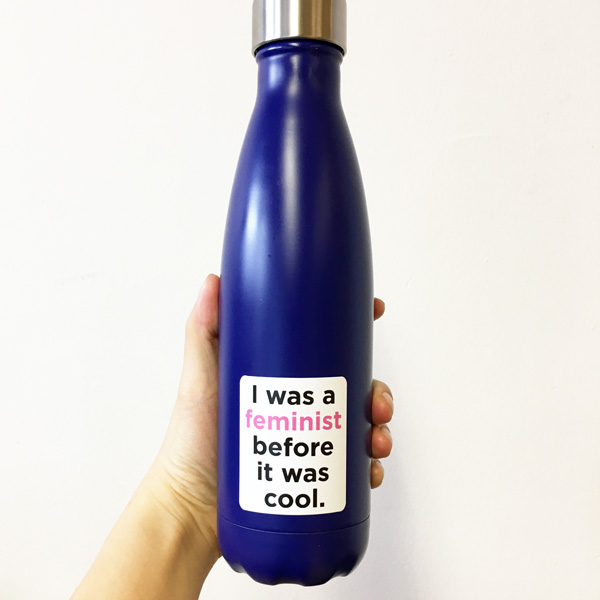 I was a
feminist
before
it was
cool.